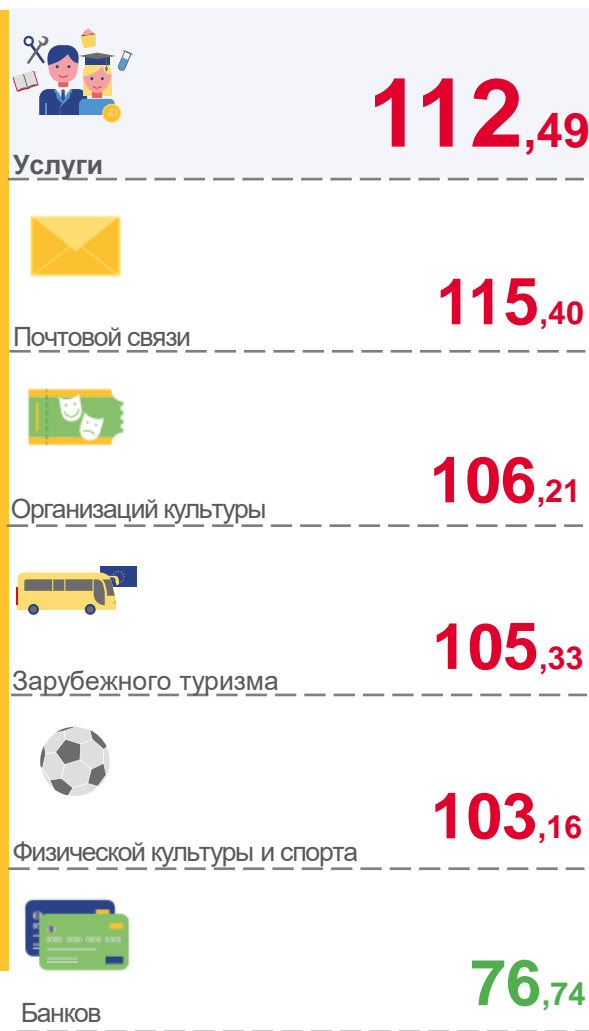 112,49
Услуги
115,40
Почтовой связи
106,21
Организаций культуры
105,33
Зарубежного туризма
103,16
Физической культуры и спорта
76,74
Банков